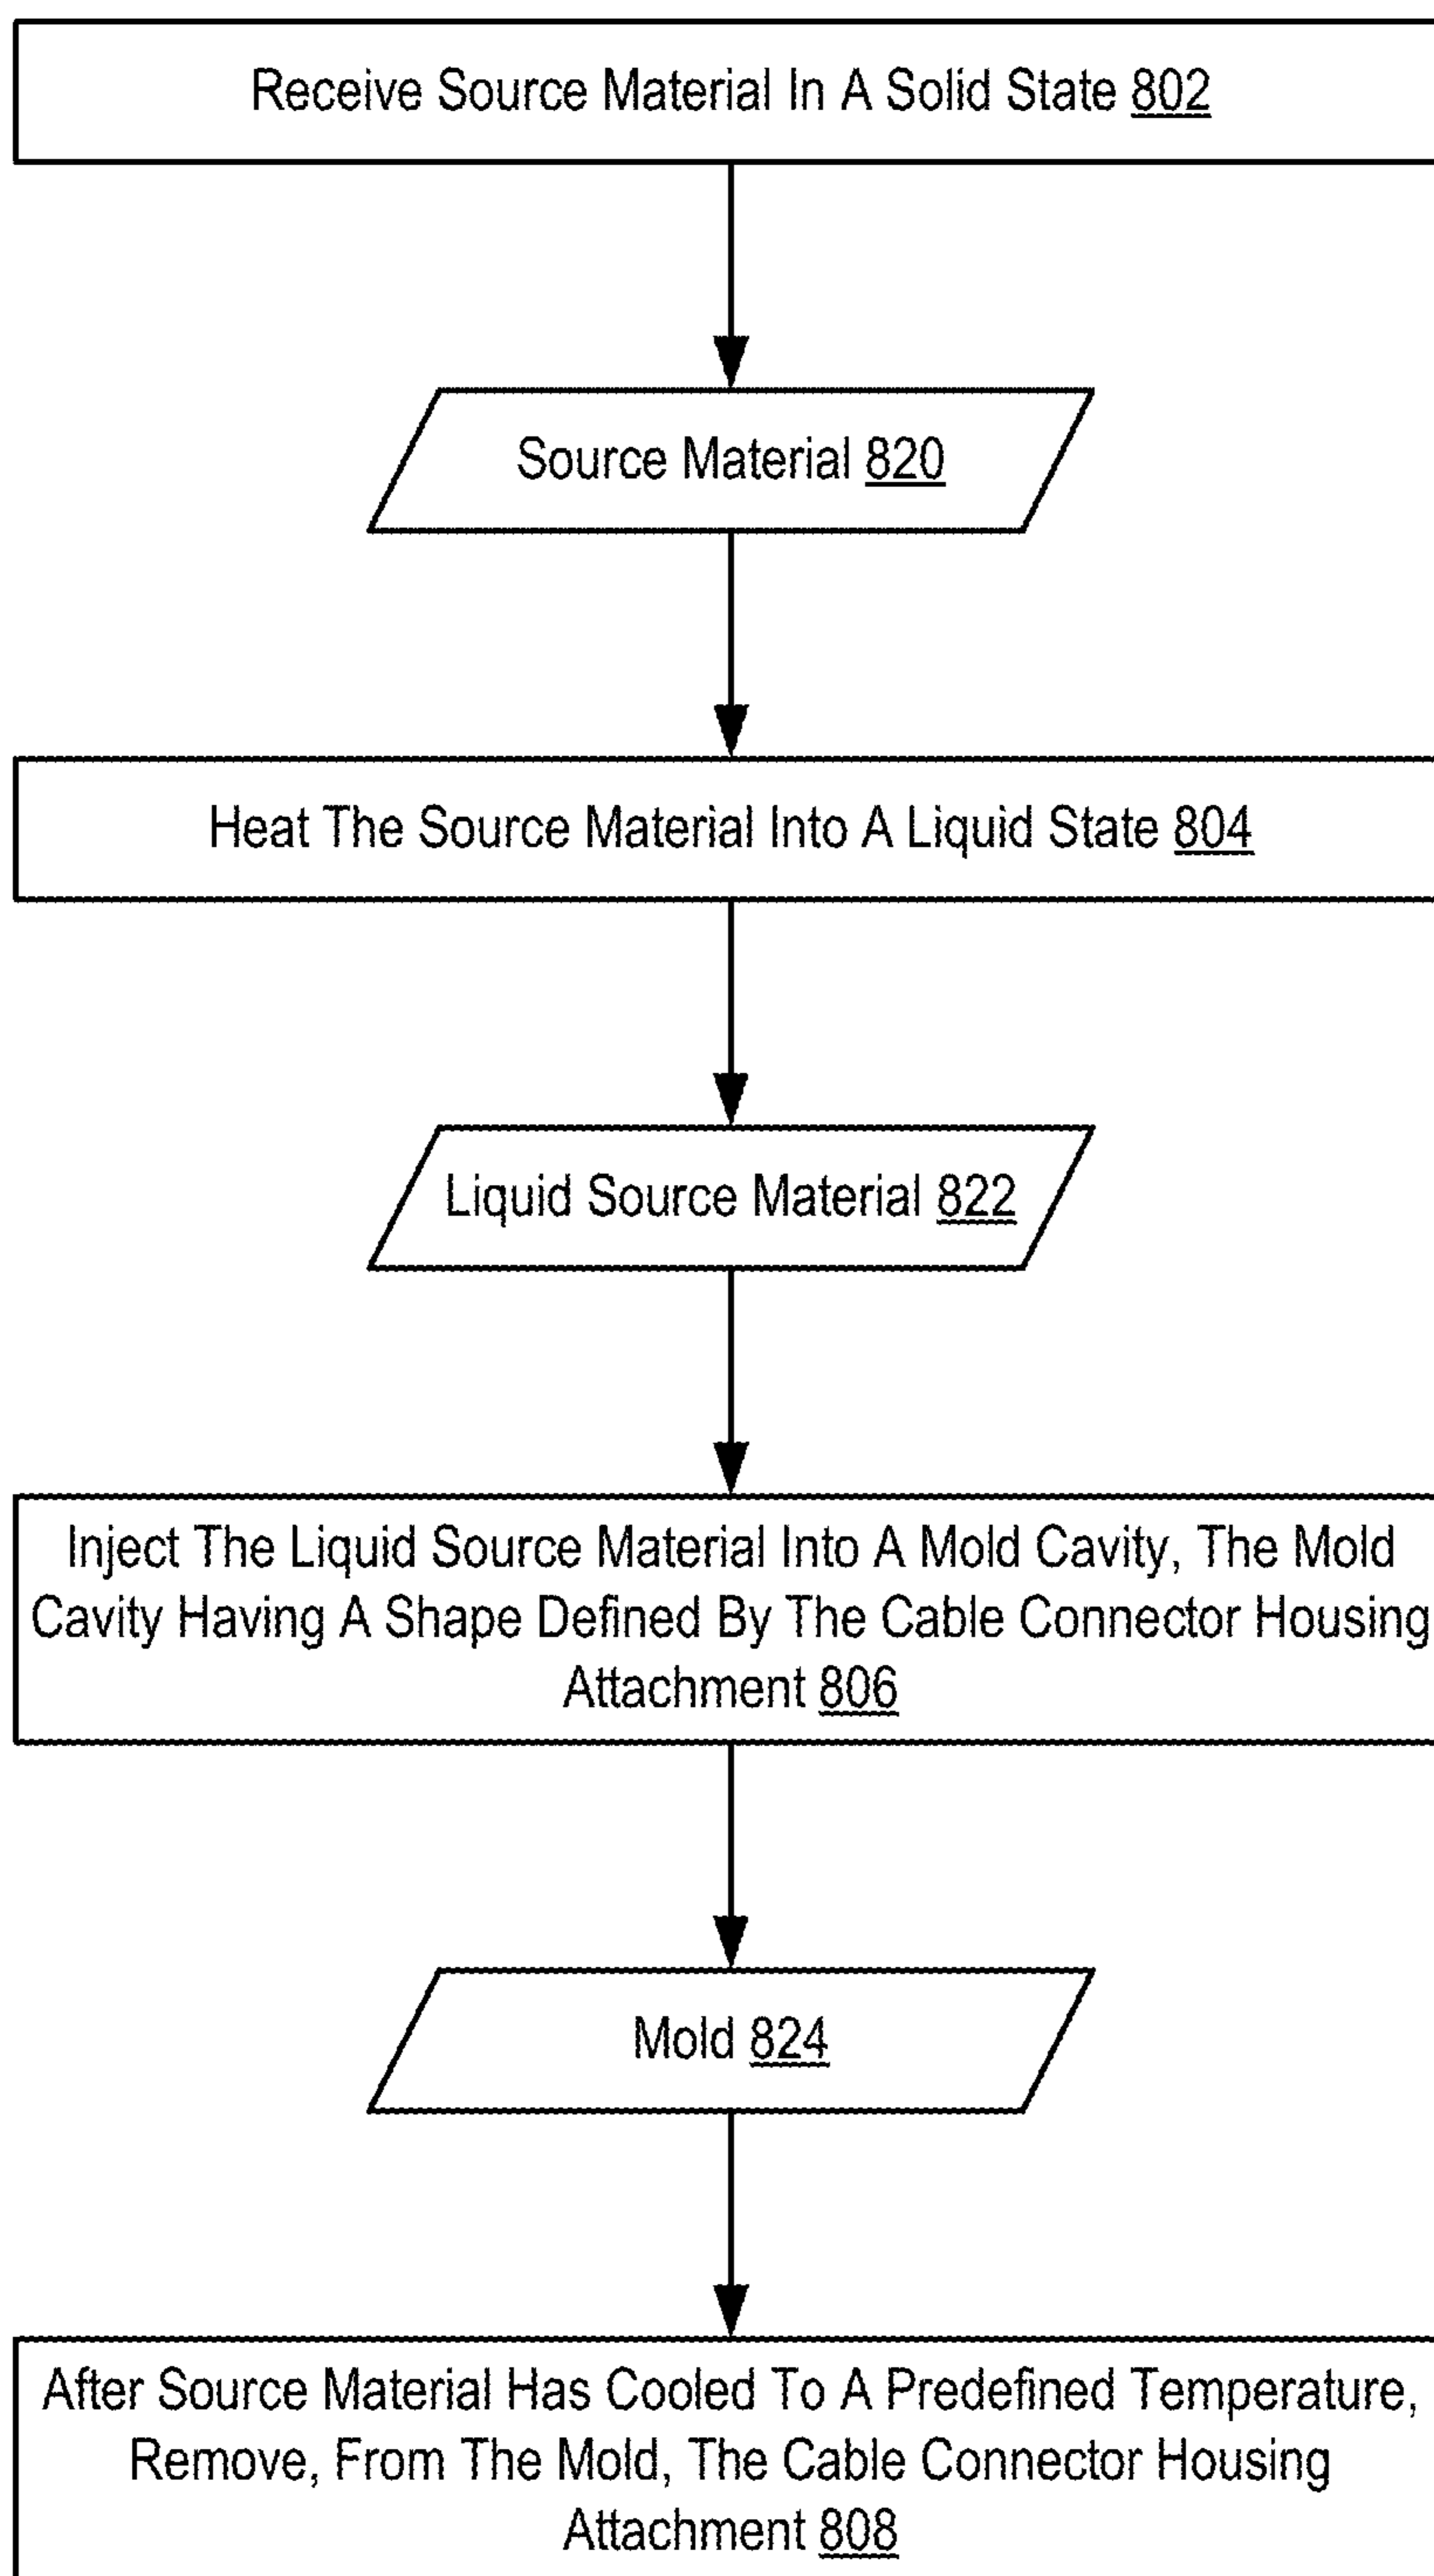 Receive Source Material In A Solid State 802
Source Material 820
Heat The Source Material Into A Liquid State 804
Liquid Source Material 822
Inject The Liquid Source Material Into A Mold Cavity, The Mold
Cavity Having A Shape Defined By The Cable Connector Housing
Attachment 806
Mold 824
After Source Material Has Cooled To A Predefined Temperature,
Remove, From The Mold, The Cable Connector Housing
Attachment 808